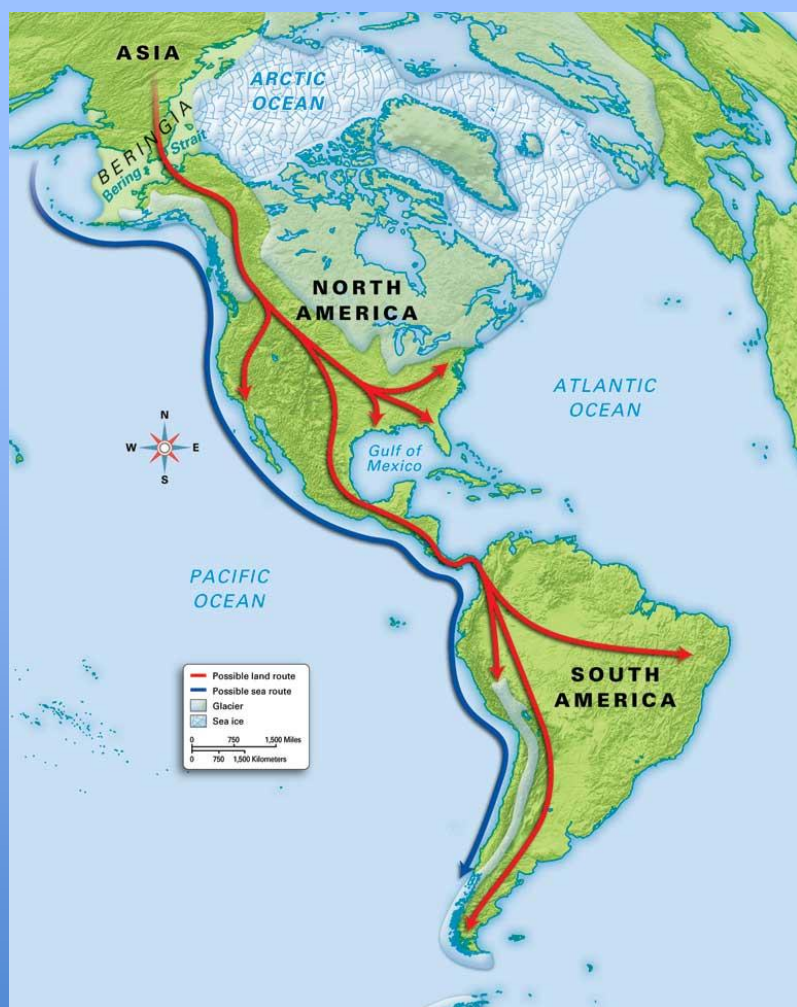 ASIA
ARCTIC
OCEAN
BERINGIA
Bering Strait
NORTH
AMERICA
ATLANTIC
OCEAN
N
W E
S
Gulf of
Mexico
PACIFIC
OCEAN
SOUTH
AMERICA
Possible land route
Possible sea route
Glacier
Sea ice
0 750 1,500 Miles
0 750 1,500 Kilometers